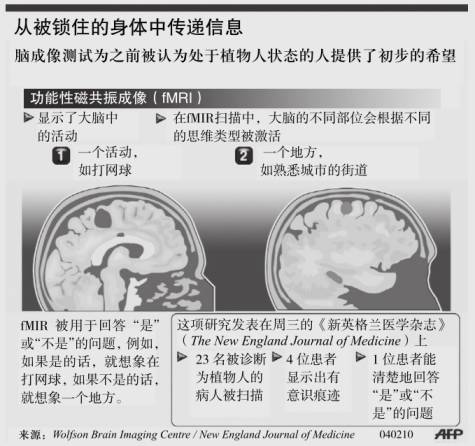 从被锁住的身体中传递信息
脑成像测试为之前被认为处于植物人状态的人提供了初步的希望
功能性磁共振成像（fMRI）
显示了大脑中
的活动
在fMIR扫描中，大脑的不同部位会根据不同
的思维类型被激活
1 一个活动，
如打网球
2 一个地方，
如熟悉城市的街道
fMIR 被用于回答 “是”
或“不是”的问题，例如，
如果是的话，就想象在
打网球，如果不是的话，
就想象一个地方。
这项研究发表在周三的《新英格兰医学杂志》
（The New England Journal of Medicine）上
23 名被诊断
为植物人的
病人被扫描
4 位患者
显示出有
意识痕迹
1 位患者能
清楚地回答
“是”或“不
是”的问题
来源：Wolfson Brain Imaging Centre / New England Journal of Medicine 040210 AFP